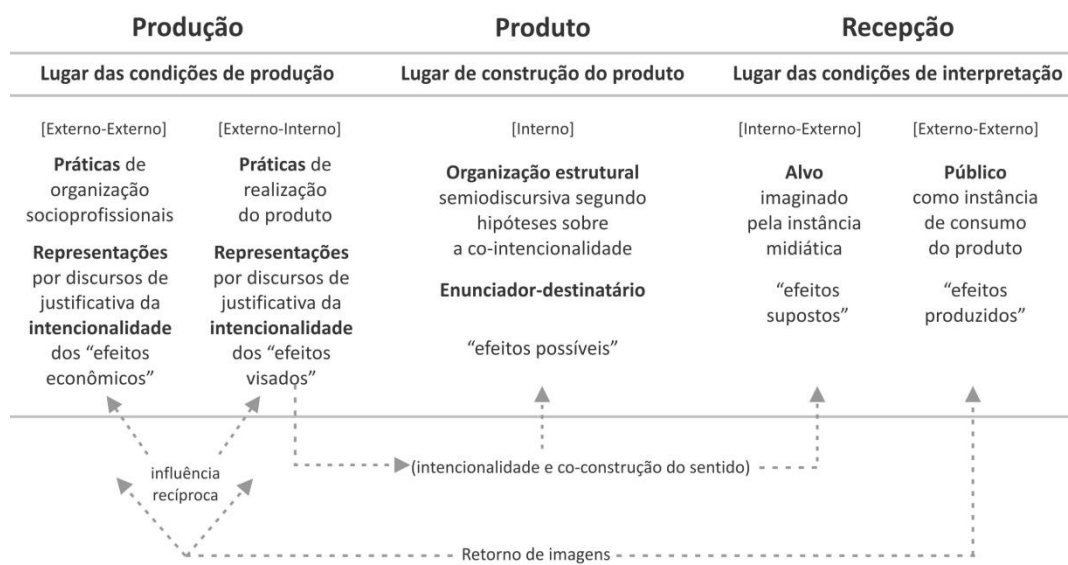 Produção
Produto
Recepção
Lugar das condições de produção
Lugar de construção do produto
Lugar das condições de interpretação
[Externo-Externo]
Práticas de
organização
socioprofissionais
Representações
por discursos de
justificativa da
intencionalidade
dos “efeitos
econômicos”
[Externo-Interno]
Práticas de
realização
do produto
Representações
por discursos de
justificativa da
intencionalidade
dos “efeitos
visados”
[Interno]
Organização estrutural
semiodiscursiva segundo
hipóteses sobre
a co-intencionalidade
Enunciador-destinatário
“efeitos possíveis”
[Interno-Externo]
Alvo
imaginado
pela instância
midiática
“efeitos
supostos”
[Externo-Externo]
Público
como instância
de consumo
do produto
“efeitos
produzidos”
influência
recíproca
(intencionalidade e co-construção do sentido)
Retorno de imagens